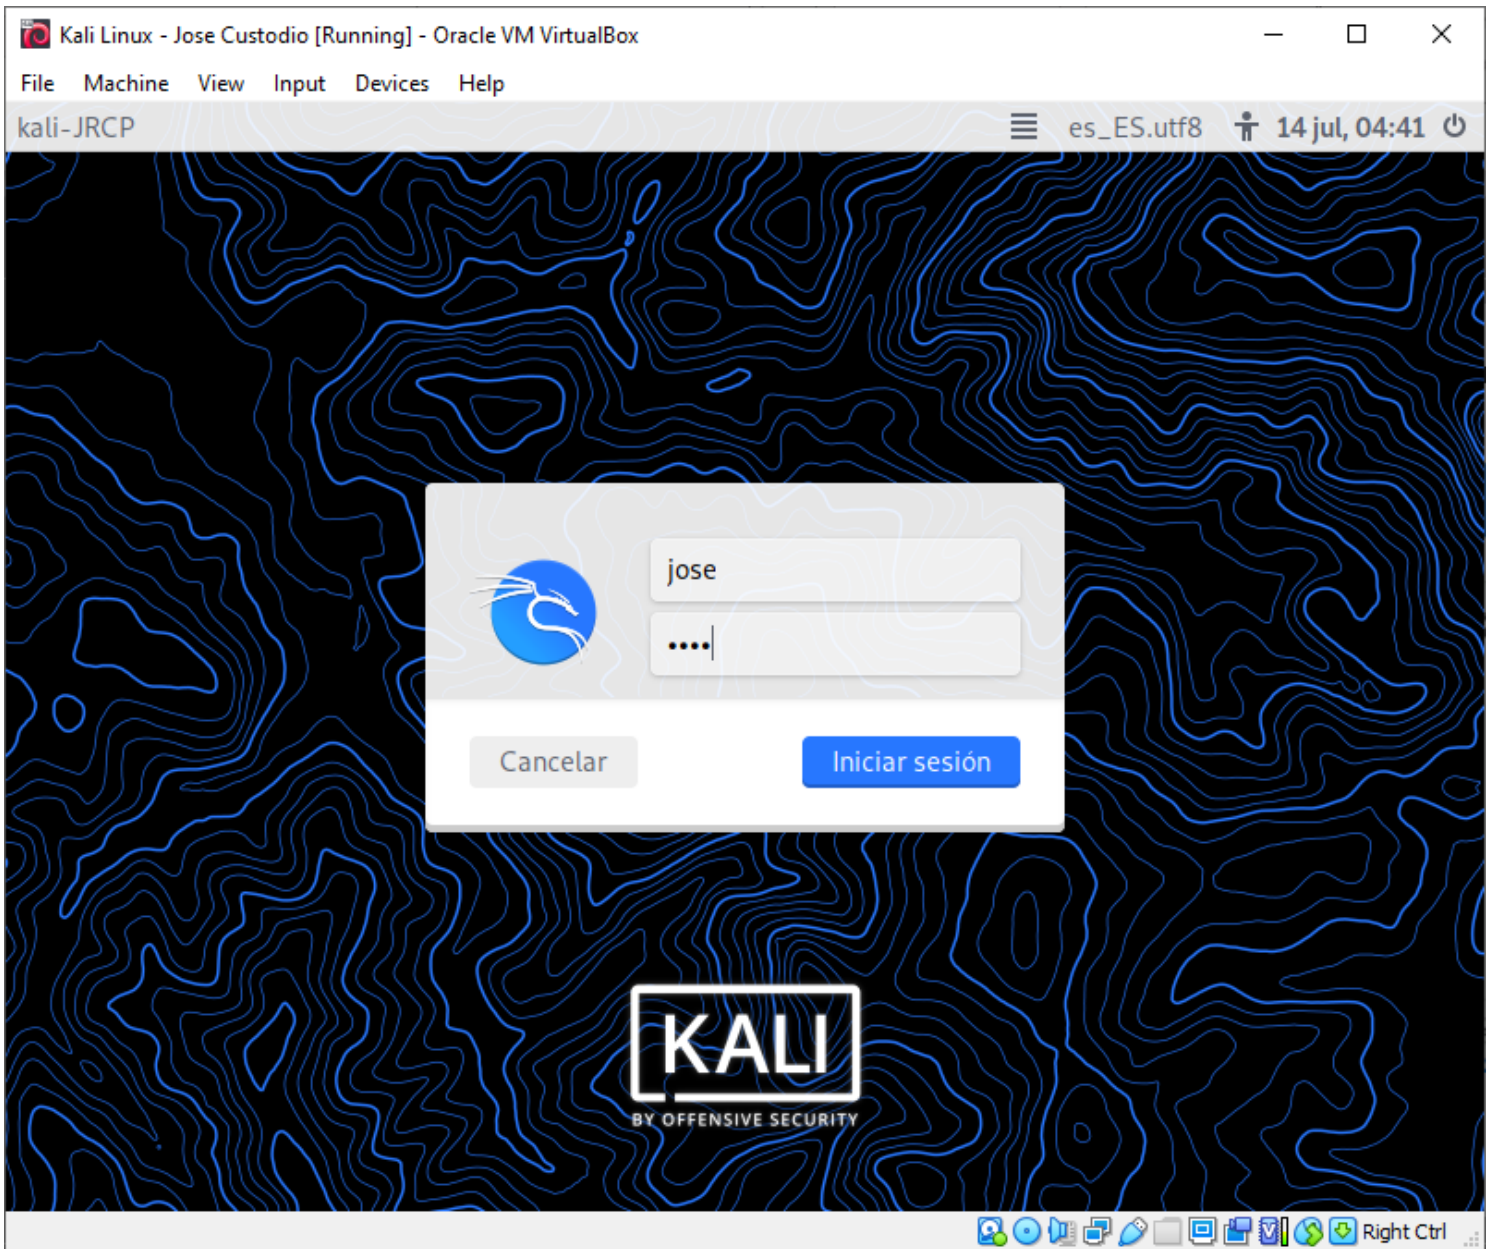 Kali Linux - Jose Custodio [Running] - Oracle VM VirtualBox
File Machine View Input Devices Help
kali-JRCP es_ES.utf8 14 jul, 04:41
jose
••••
Cancelar Iniciar sesión
KALI
BY OFFENSIVE SECURITY
Right Ctrl